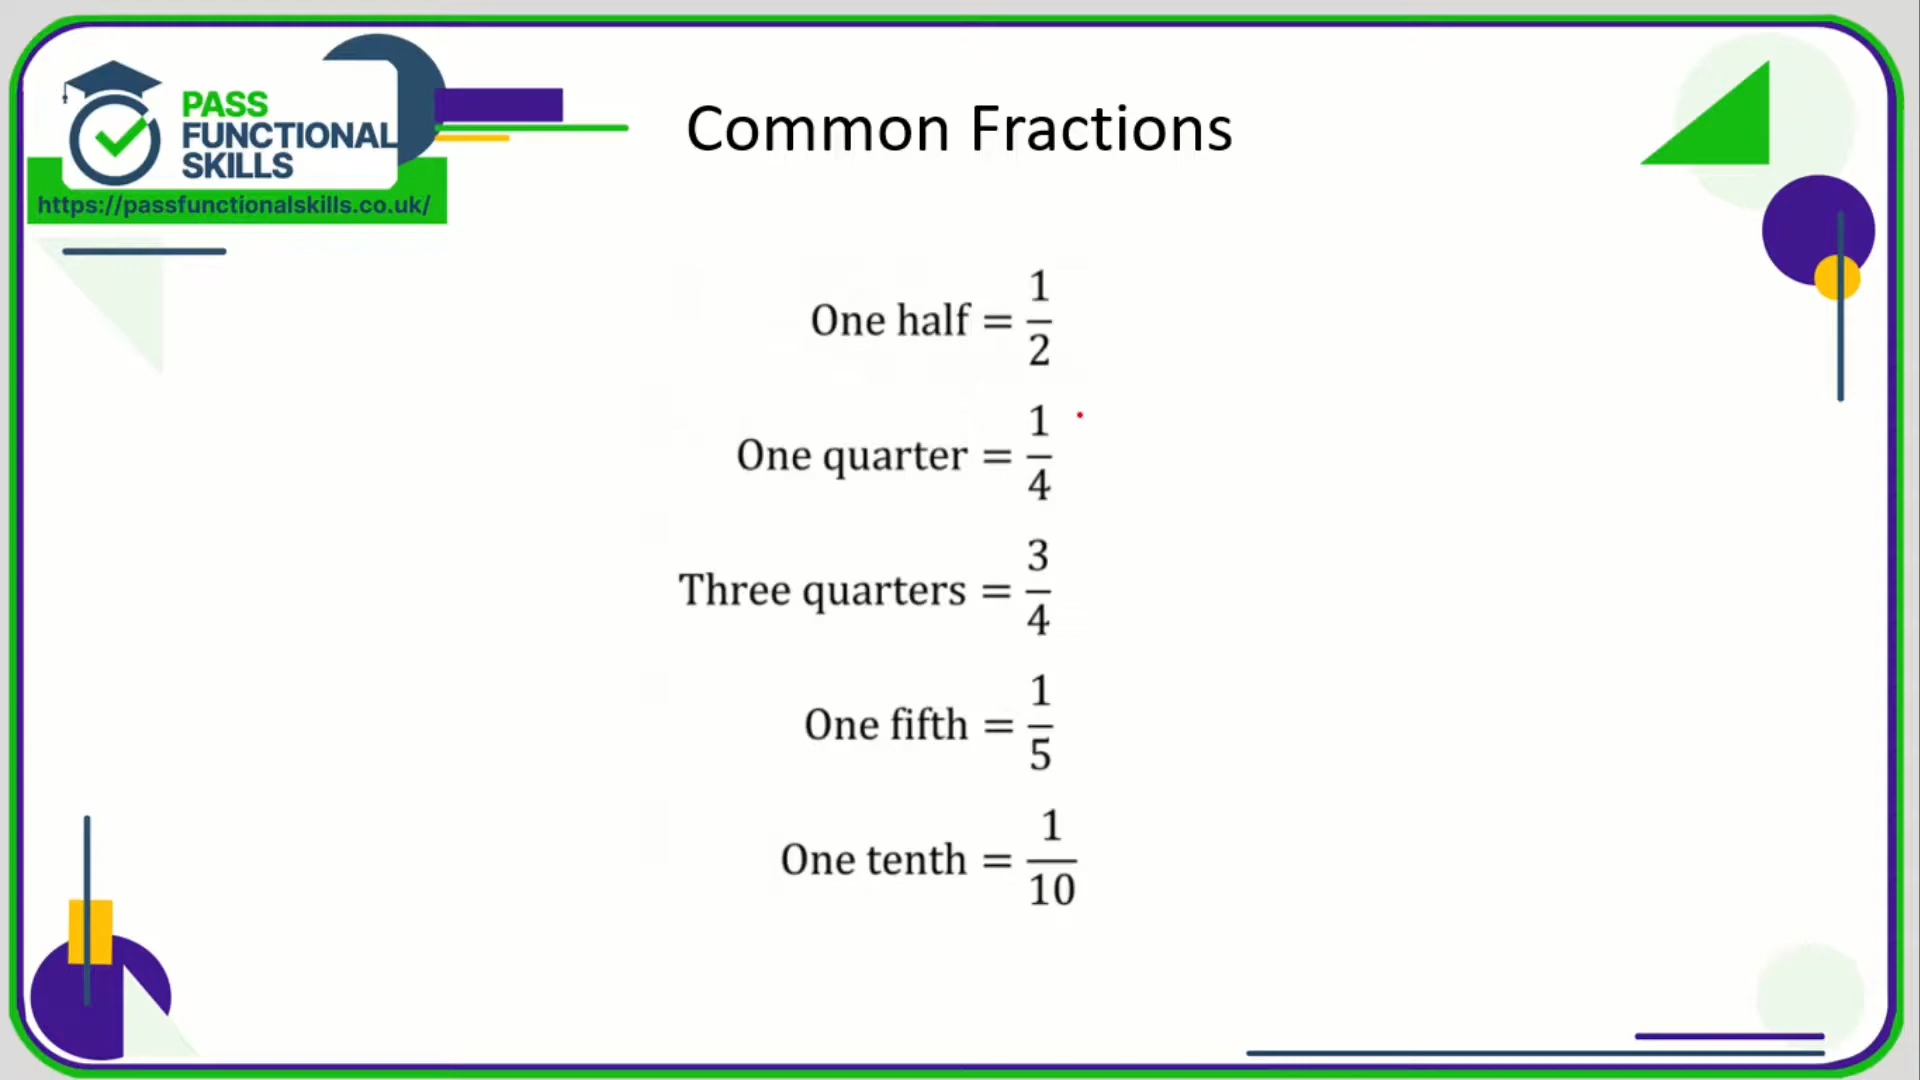 PASS
FUNCTIONAL
SKILLS
https://passfunctionalskills.co.uk/
Common Fractions
One half = 1/2
One quarter = 1/4
Three quarters = 3/4
One fifth = 1/5
One tenth = 1/10